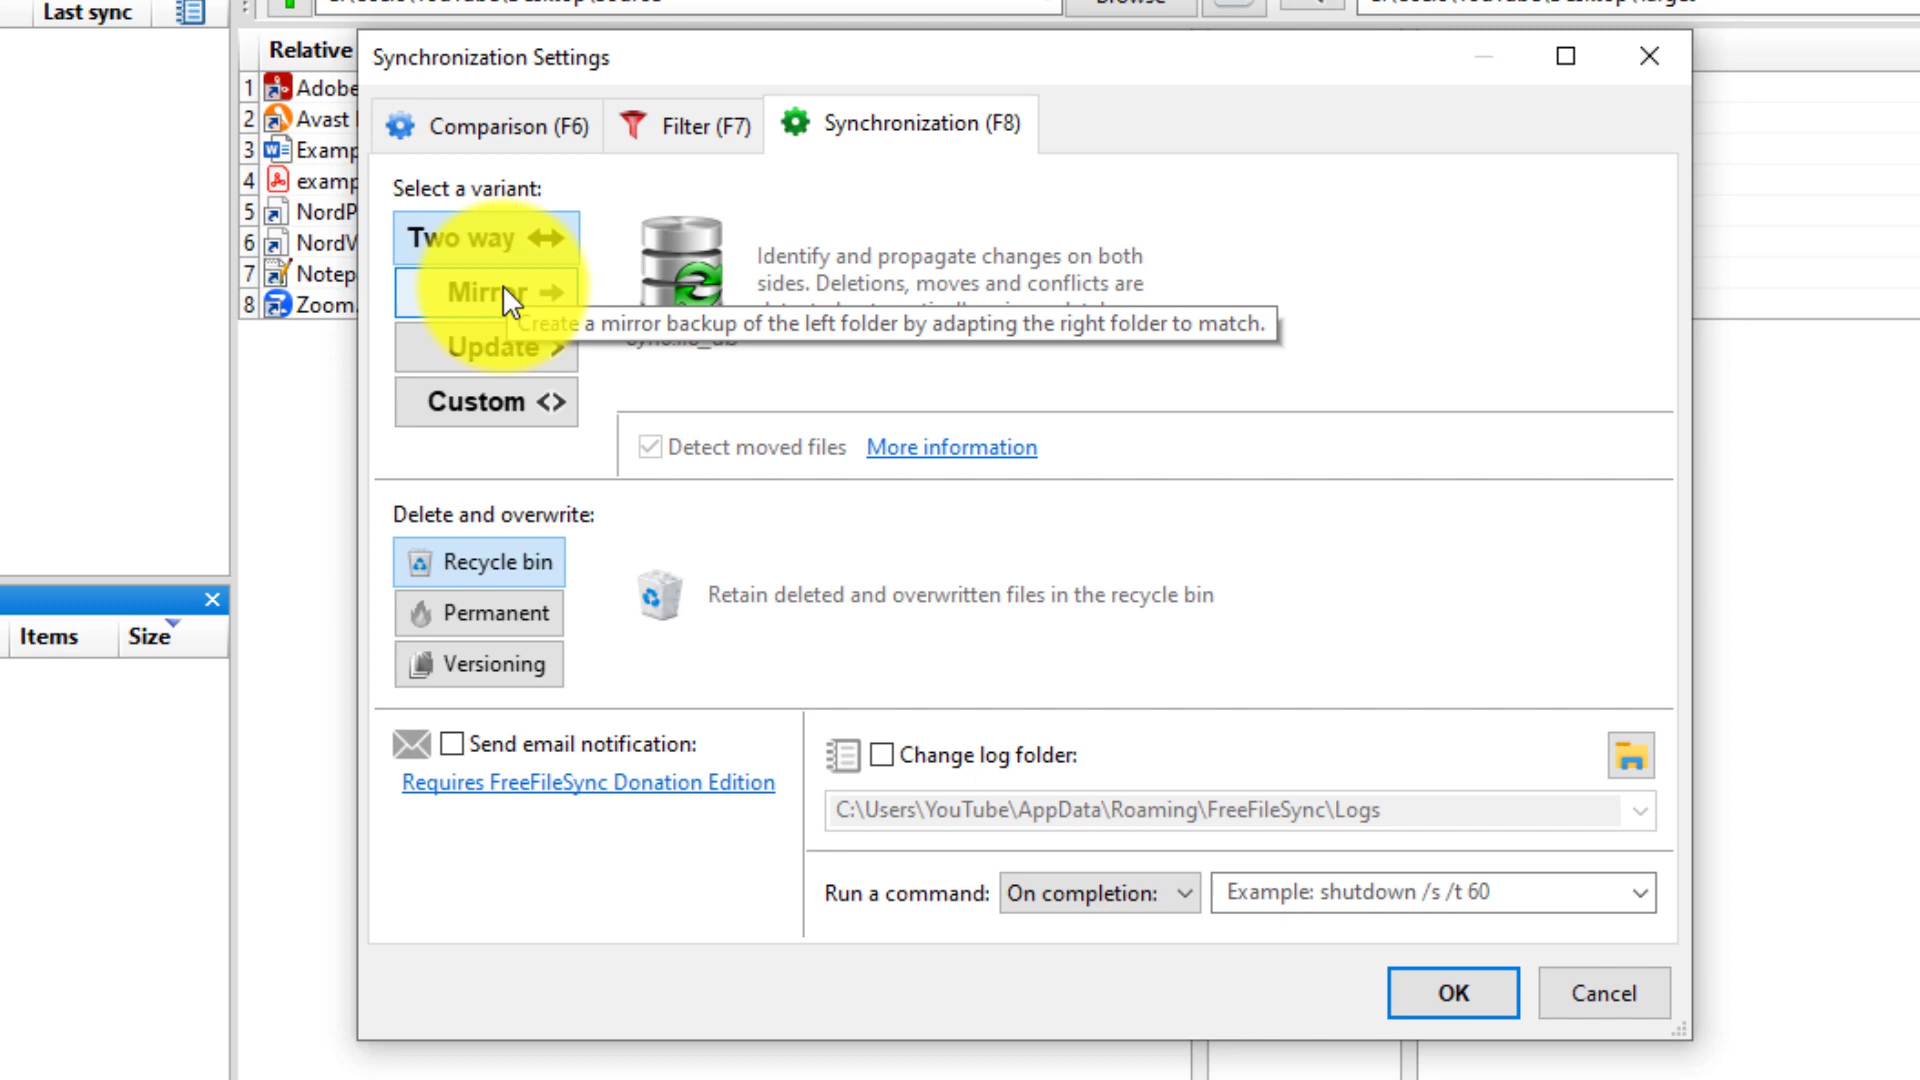 Last sync
Relative
Synchronization Settings
1 Adobe
2 Avast
3 Examp
4 examp
5 NordP
6 NordV
7 Notep
8 Zoom.
Comparison (F6)
Filter (F7)
Synchronization (F8)
Select a variant:
Two way
Mirror
Update
Custom
Identify and propagate changes on both
sides. Deletions, moves and conflicts are
Create a mirror backup of the left folder by adapting the right folder to match.
Detect moved files More information
Delete and overwrite:
Recycle bin
Permanent
Versioning
Retain deleted and overwritten files in the recycle bin
Items Size
Send email notification:
Requires FreeFileSync Donation Edition
Change log folder:
C:\Users\YouTube\AppData\Roaming\FreeFileSync\Logs
Run a command: On completion: Example: shutdown /s /t 60
OK Cancel